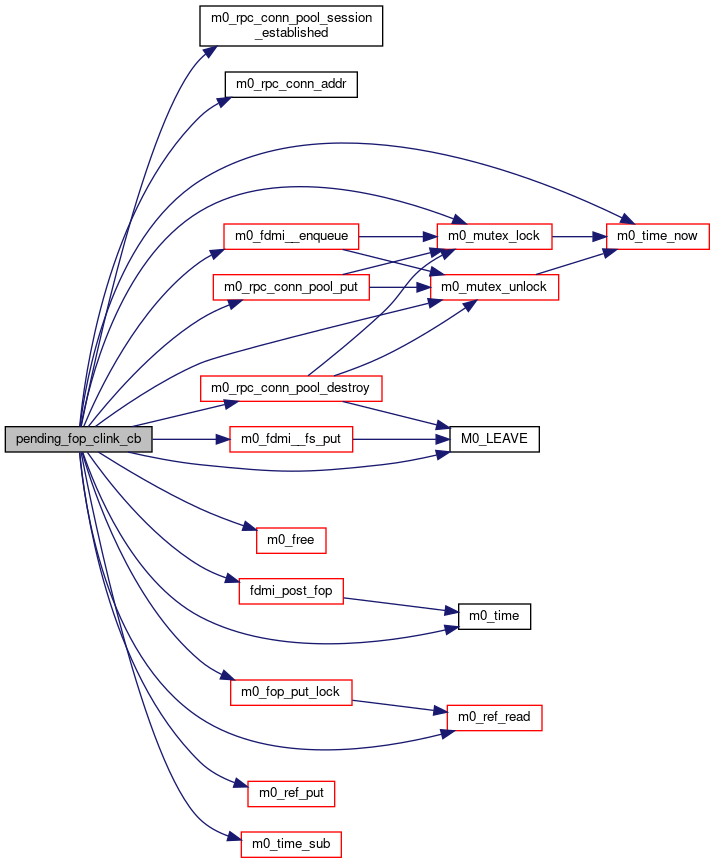 m0_rpc_conn_pool_session
_established
m0_rpc_conn_addr
m0_fdmi__enqueue
m0_mutex_lock
m0_time_now
m0_rpc_conn_pool_put
m0_mutex_unlock
m0_rpc_conn_pool_destroy
pending_fop_clink_cb
m0_fdmi__fs_put
M0_LEAVE
m0_free
fdmi_post_fop
m0_time
m0_fop_put_lock
m0_ref_read
m0_ref_put
m0_time_sub